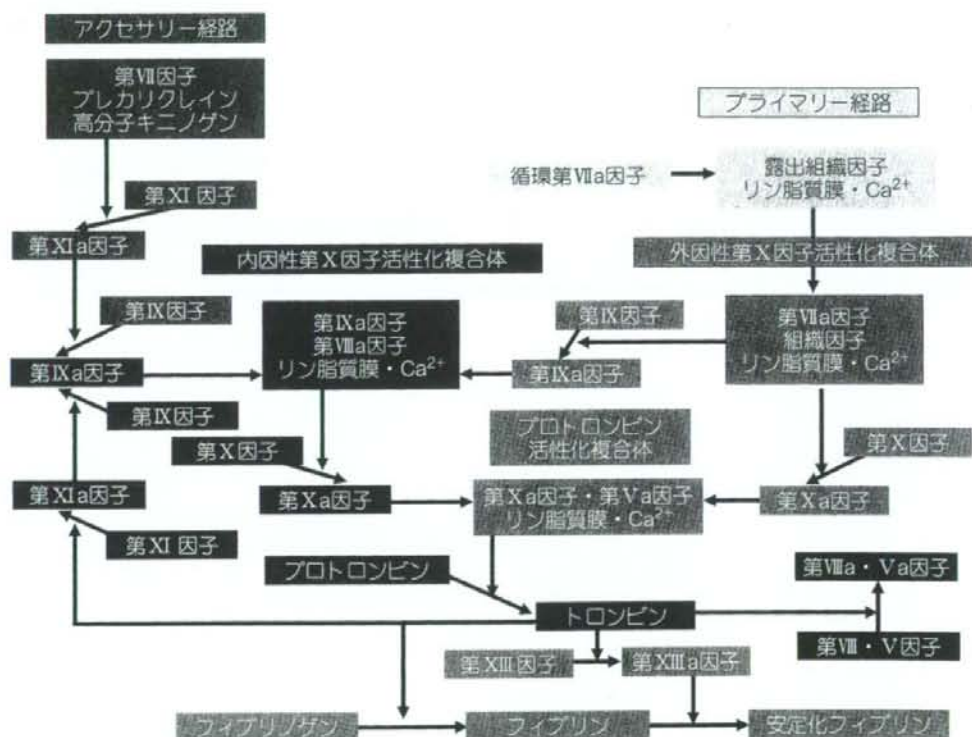 アクセサリー経路
第Ⅶ因子
プレカリクレイン
高分子キニノゲン
プライマリー経路
循環第Ⅶa因子
露出組織因子
リン脂質膜・Ca²⁺
第Ⅺ 因子
第Ⅺa因子
内因性第Ⅹ因子活性化複合体
外因性第Ⅹ因子活性化複合体
第Ⅸ因子
第Ⅸa因子
第Ⅷa因子
リン脂質膜・Ca²⁺
第Ⅸ因子
第Ⅶa因子
組織因子
リン脂質膜・Ca²⁺
第Ⅸa因子
第Ⅸa因子
第Ⅸ因子
プロトロンビン
活性化複合体
第Ⅹ因子
第Ⅹ因子
第Ⅺa因子
第Ⅹa因子
第Ⅹa因子・第Ⅴa因子
リン脂質膜・Ca²⁺
第Ⅹa因子
第Ⅺ 因子
プロトロンビン
第Ⅷa・Ⅴa因子
トロンビン
第Ⅷ・Ⅴ因子
第ⅩⅢ因子
第ⅩⅢa因子
フィブリノゲン
フィブリン
安定化フィブリン